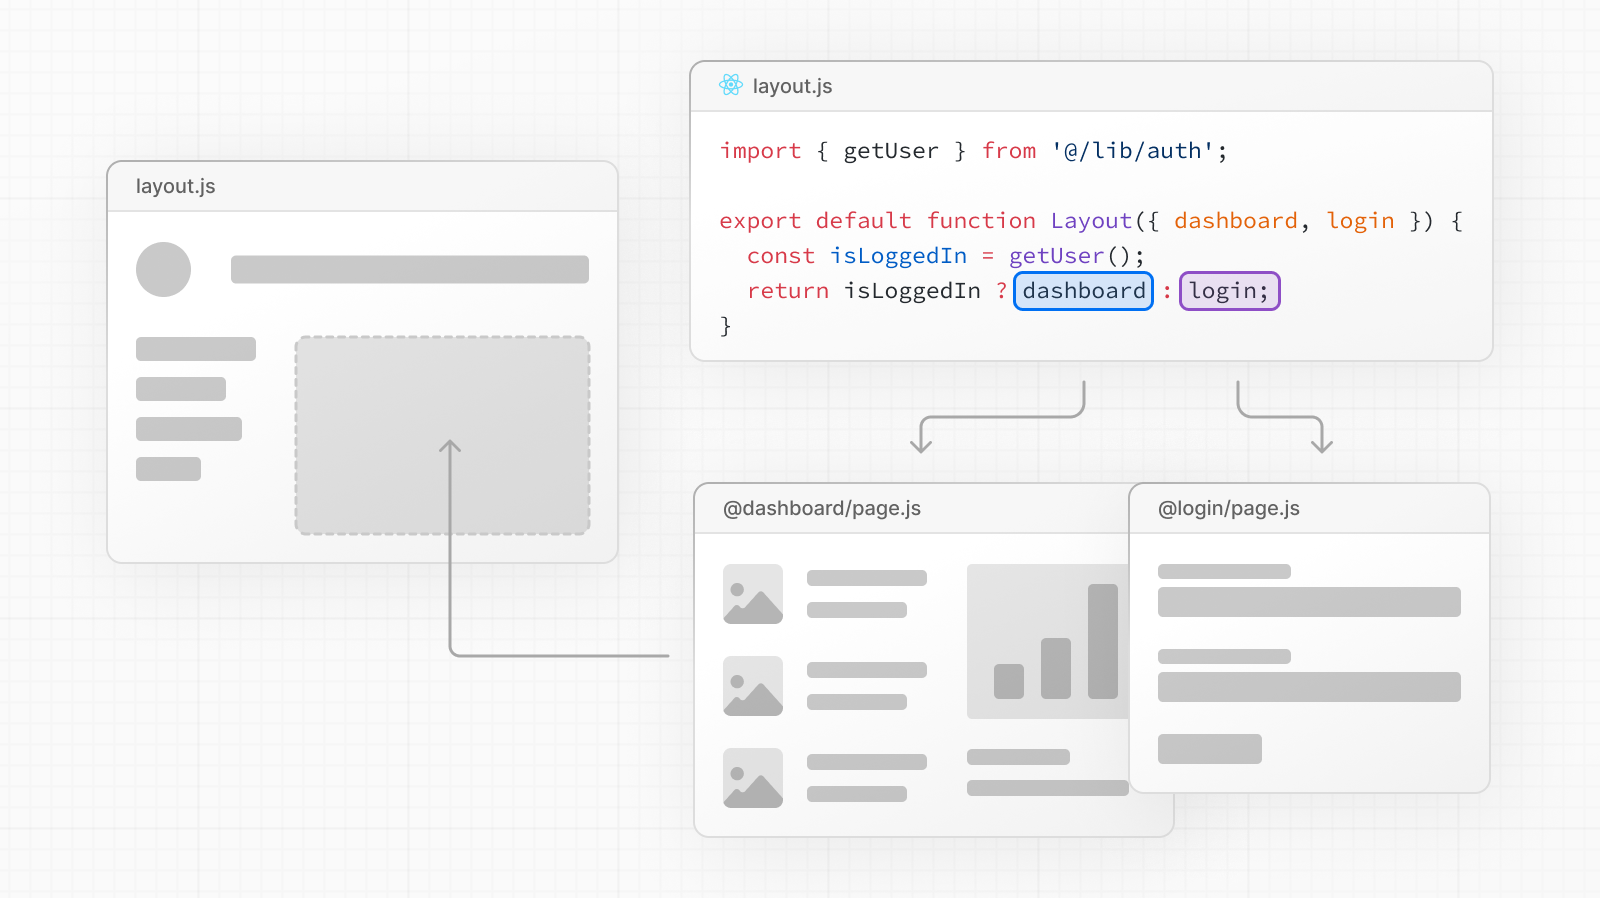 layout.js
layout.js
import { getUser } from '@/lib/auth';
export default function Layout({ dashboard, login }) {
const isLoggedIn = getUser();
return isLoggedIn ? dashboard : login;
}
@dashboard/page.js
@login/page.js